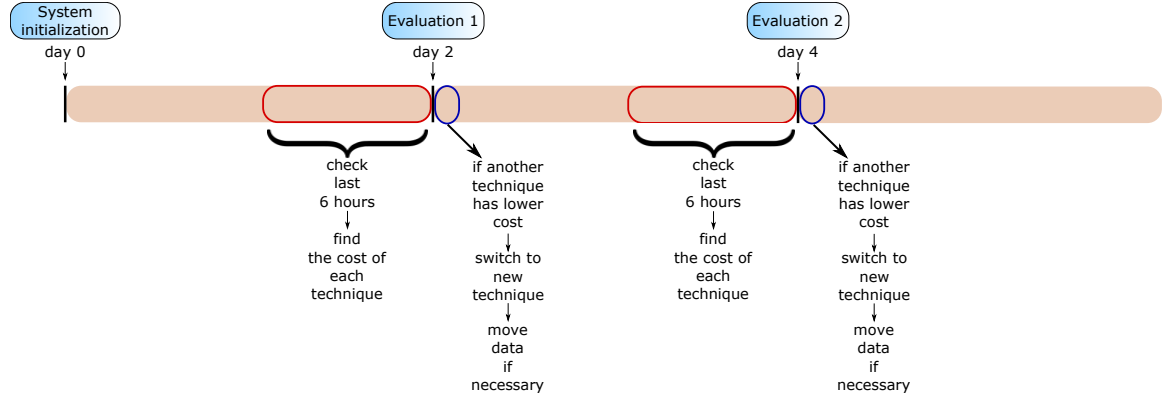 System
initialization
day 0
Evaluation 1
day 2
Evaluation 2
day 4
check
last
6 hours
find
the cost of
each
technique
if another
technique
has lower
cost
switch to
new
technique
move
data
if
necessary
check
last
6 hours
find
the cost of
each
technique
if another
technique
has lower
cost
switch to
new
technique
move
data
if
necessary